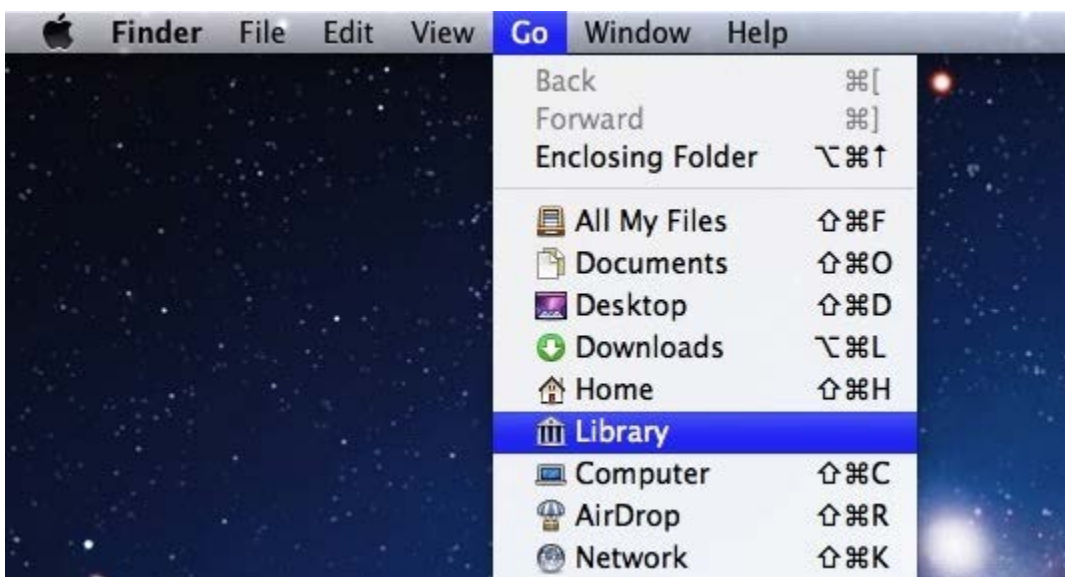 Finder File Edit View Go Window Help
Back ⌘[
Forward ⌘]
Enclosing Folder ⌥⌘↑
All My Files ⇧⌘F
Documents ⇧⌘O
Desktop ⇧⌘D
Downloads ⌥⌘L
Home ⇧⌘H
Library
Computer ⇧⌘C
AirDrop ⇧⌘R
Network ⇧⌘K